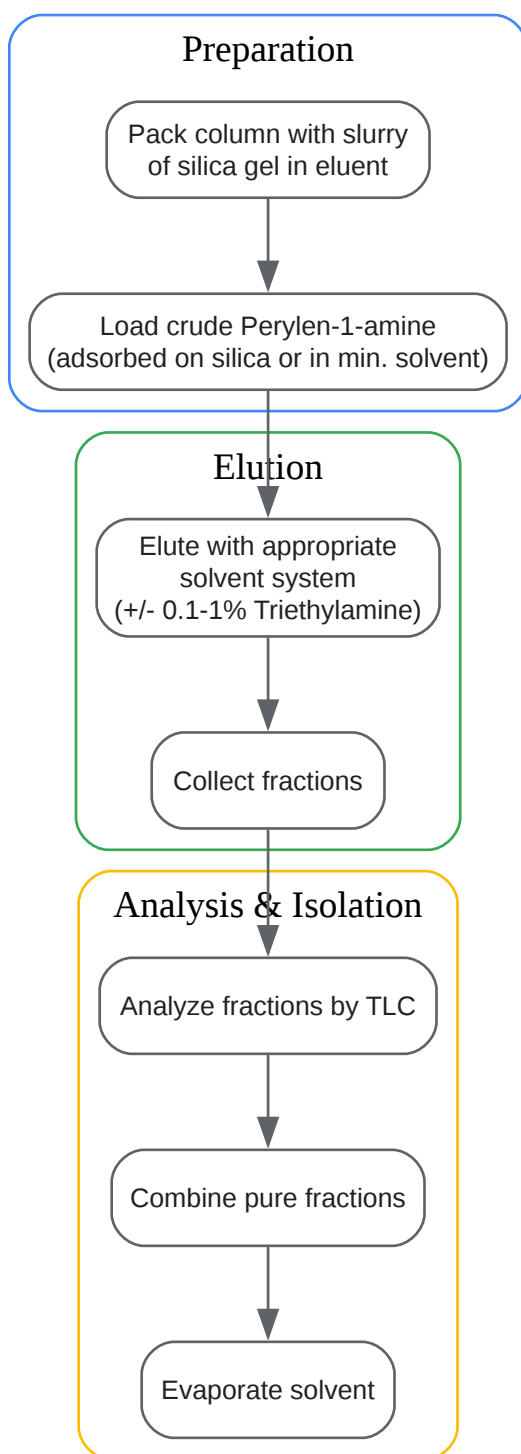 Preparation
Pack column with slurry
of silica gel in eluent
Load crude Perylen-1-amine
(adsorbed on silica or in min. solvent)
Elution
Elute with appropriate
solvent system
(+/- 0.1-1% Triethylamine)
Collect fractions
Analysis & Isolation
Analyze fractions by TLC
Combine pure fractions
Evaporate solvent